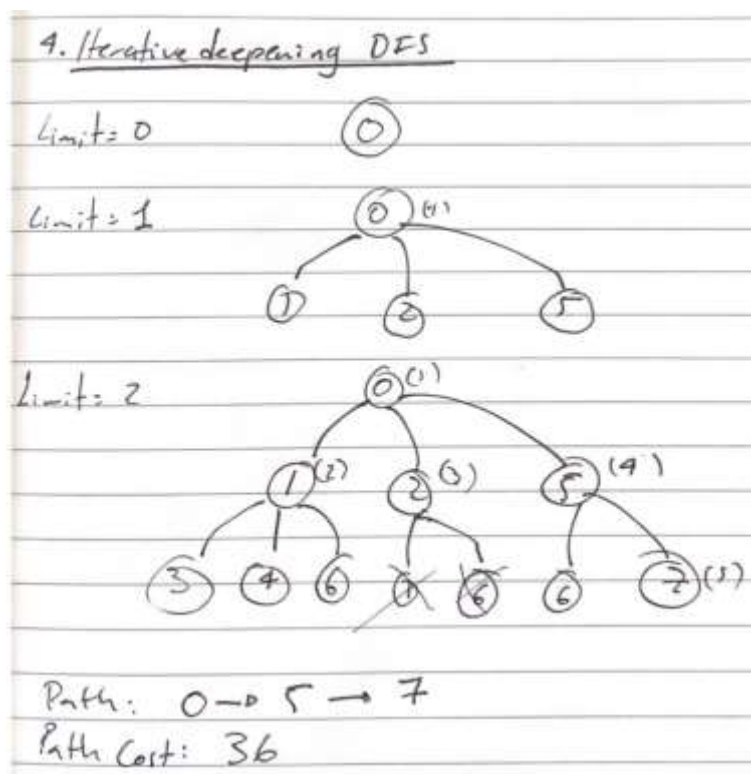 4. Iterative deepening DFS
Limit = 0
0
Limit = 1
0 (1)
1 2 5
Limit = 2
0 (1)
1 (2) 2 (3) 5 (4)
3 4 6 1 6 6 7 (5)
Path: 0 → 5 → 7
Path Cost: 36